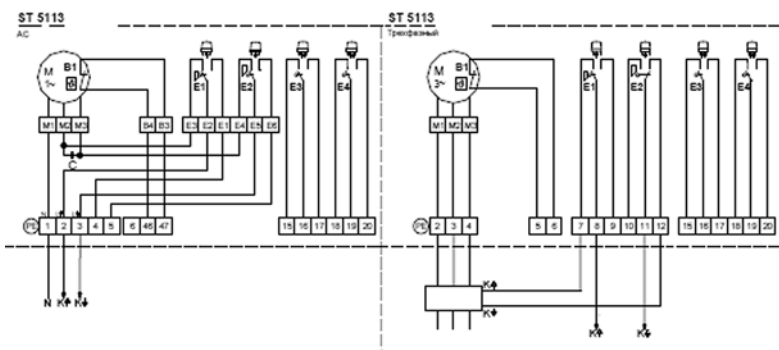 ST 5113
AC
M
1~
B1
E1
E2
E3
E4
M1 M2 M3
B4 B3
E3 E2 E1 E4 E5 E6
C
N
PE 1 2 3 4 5
6 46 47
15 16 17 18 19 20
N K K
ST 5113
Трехфазный
M
3~
B1
E1
E2
E3
E4
M1 M2 M3
PE 2 3 4
5 6
7 8 9 10 11 12
15 16 17 18 19 20
K
K
K
K